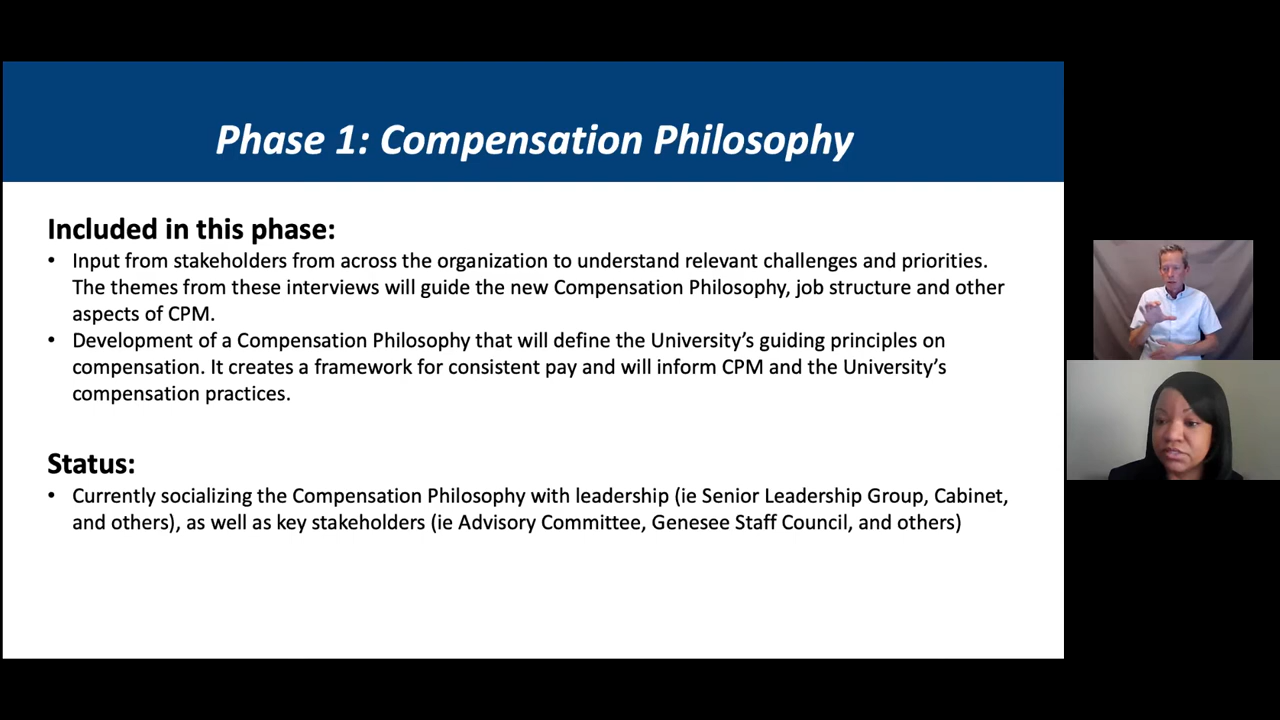 Phase 1: Compensation Philosophy
Included in this phase:
• Input from stakeholders from across the organization to understand relevant challenges and priorities.
The themes from these interviews will guide the new Compensation Philosophy, job structure and other
aspects of CPM.
• Development of a Compensation Philosophy that will define the University’s guiding principles on
compensation. It creates a framework for consistent pay and will inform CPM and the University’s
compensation practices.
Status:
• Currently socializing the Compensation Philosophy with leadership (ie Senior Leadership Group, Cabinet,
and others), as well as key stakeholders (ie Advisory Committee, Genesee Staff Council, and others)